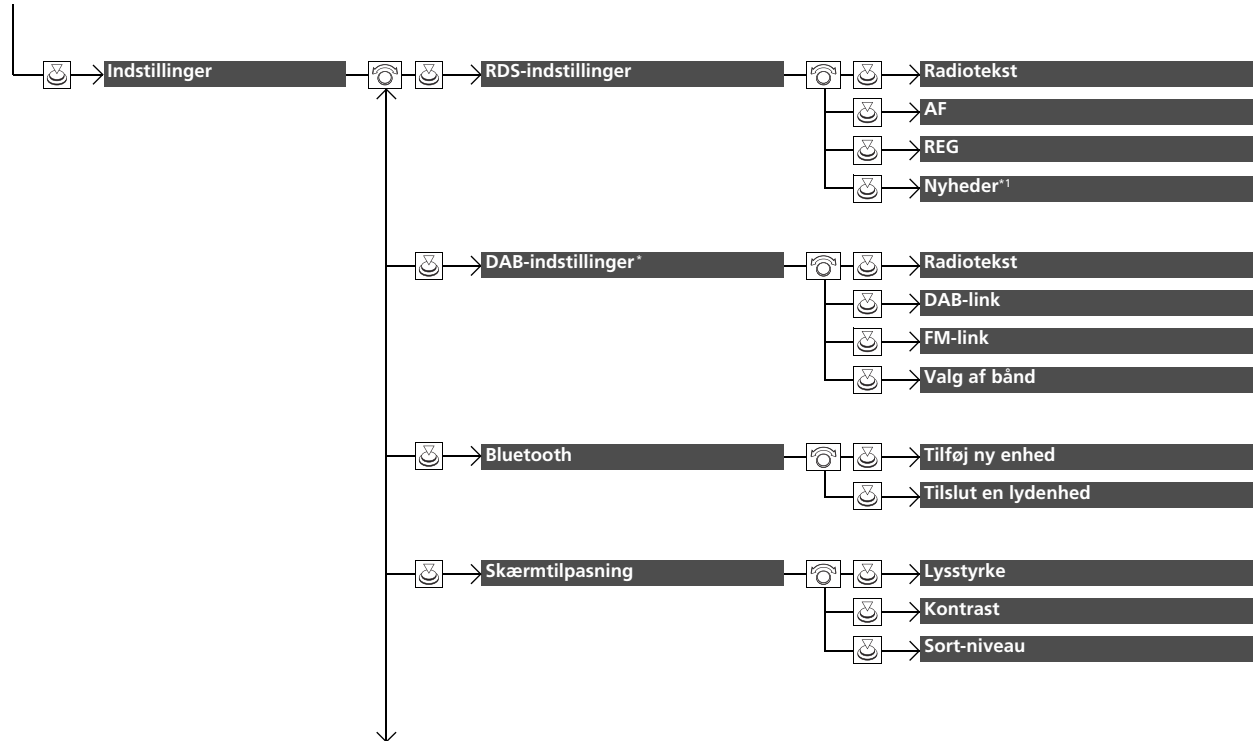 Indstillinger
RDS-indstillinger
Radiotekst
AF
REG
Nyheder*1
DAB-indstillinger*
Radiotekst
DAB-link
FM-link
Valg af bånd
Bluetooth
Tilføj ny enhed
Tilslut en lydenhed
Skærmtilpasning
Lysstyrke
Kontrast
Sort-niveau